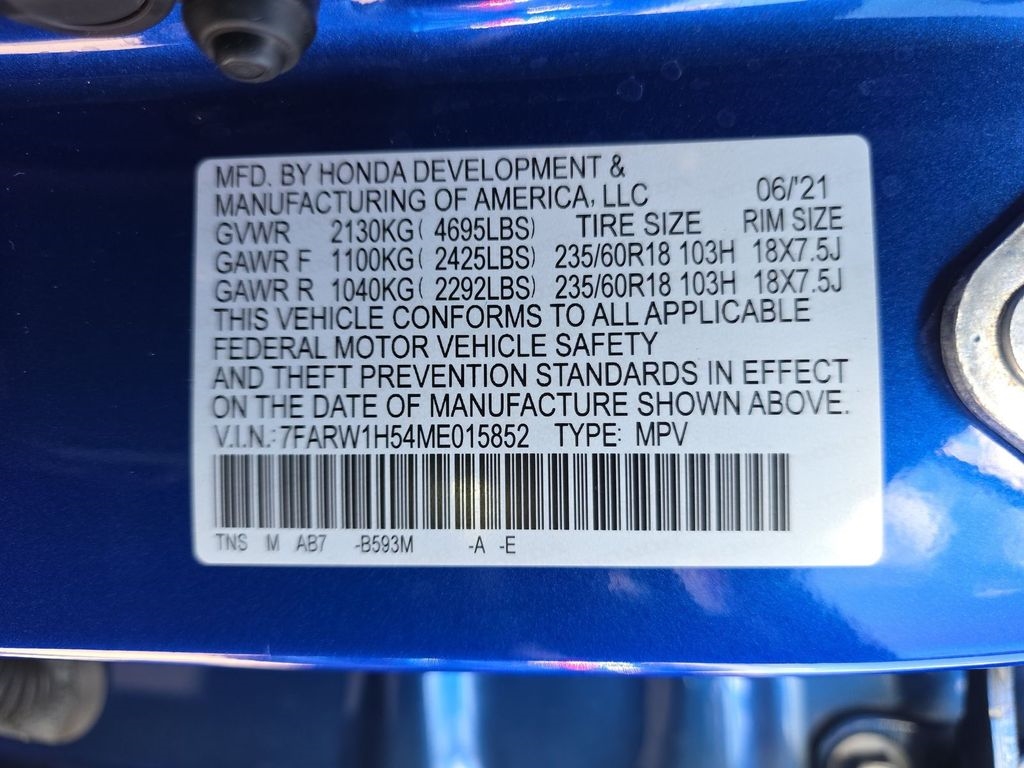 MFD. BY HONDA DEVELOPMENT &
MANUFACTURING OF AMERICA, LLC 06/'21
GVWR 2130KG( 4695LBS) TIRE SIZE RIM SIZE
GAWR F 1100KG( 2425LBS) 235/60R18 103H 18X7.5J
GAWR R 1040KG( 2292LBS) 235/60R18 103H 18X7.5J
THIS VEHICLE CONFORMS TO ALL APPLICABLE
FEDERAL MOTOR VEHICLE SAFETY
AND THEFT PREVENTION STANDARDS IN EFFECT
ON THE DATE OF MANUFACTURE SHOWN ABOVE.
V.I.N.: 7FARW1H54ME015852 TYPE: MPV
TNS M AB7 -B593M -A -E